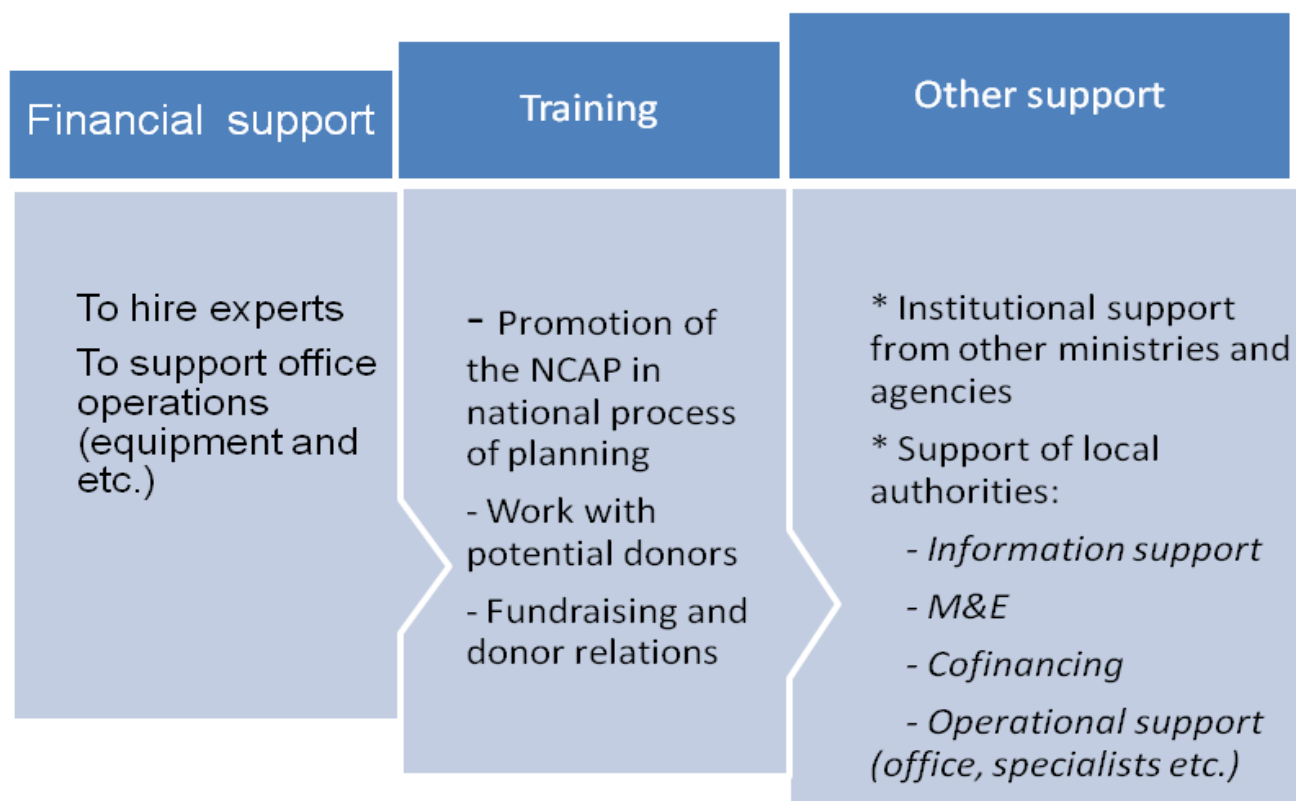 Financial support
To hire experts
To support office
operations
(equipment and
etc.)
Training
- Promotion of
the NCAP in
national process
of planning
- Work with
potential donors
- Fundraising and
donor relations
Other support
* Institutional support
from other ministries and
agencies
* Support of local
authorities:
- Information support
- M&E
- Cofinancing
- Operational support
(office, specialists etc.)